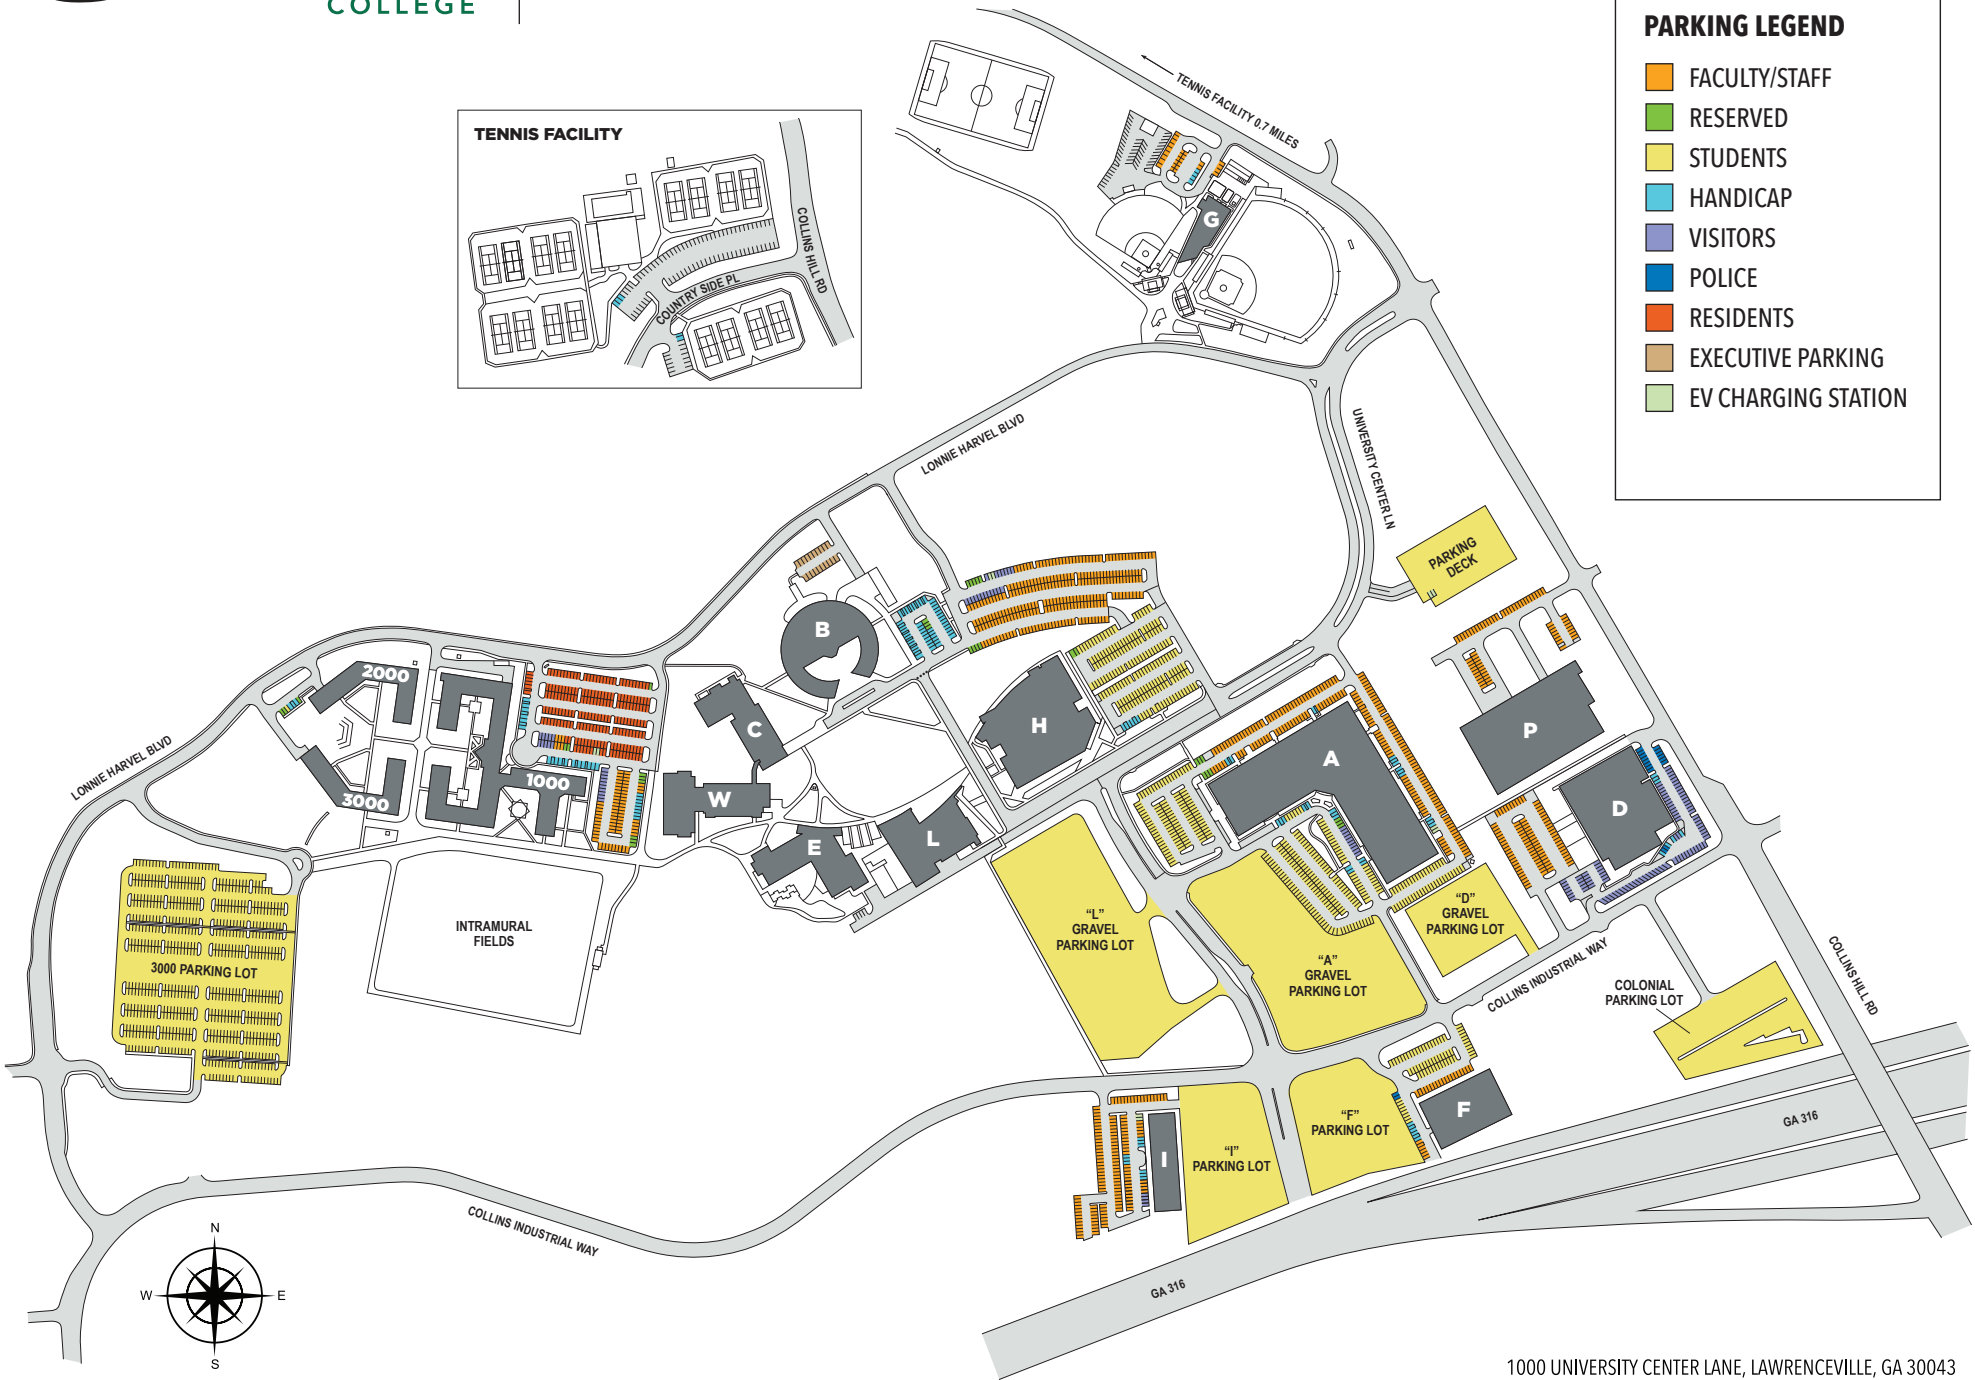 COLLEGE
PARKING LEGEND
FACULTY/STAFF
RESERVED
STUDENTS
HANDICAP
VISITORS
POLICE
RESIDENTS
EXECUTIVE PARKING
EV CHARGING STATION
TENNIS FACILITY
COLLINS HILL RD
COUNTRY SIDE PL
TENNIS FACILITY 0.7 MILES
G
LONNIE HARVEL BLVD
UNIVERSITY CENTER LN
PARKING
DECK
B
2000
C
H
P
A
LONNIE HARVEL BLVD
1000
3000
W
D
E
L
INTRAMURAL
FIELDS
"L"
GRAVEL
PARKING LOT
"D"
GRAVEL
PARKING LOT
3000 PARKING LOT
"A"
GRAVEL
PARKING LOT
COLLINS INDUSTRIAL WAY
COLONIAL
PARKING LOT
COLLINS HILL RD
"F"
PARKING LOT
F
GA 316
"I"
PARKING LOT
I
COLLINS INDUSTRIAL WAY
N
W
E
S
GA 316
1000 UNIVERSITY CENTER LANE, LAWRENCEVILLE, GA 30043